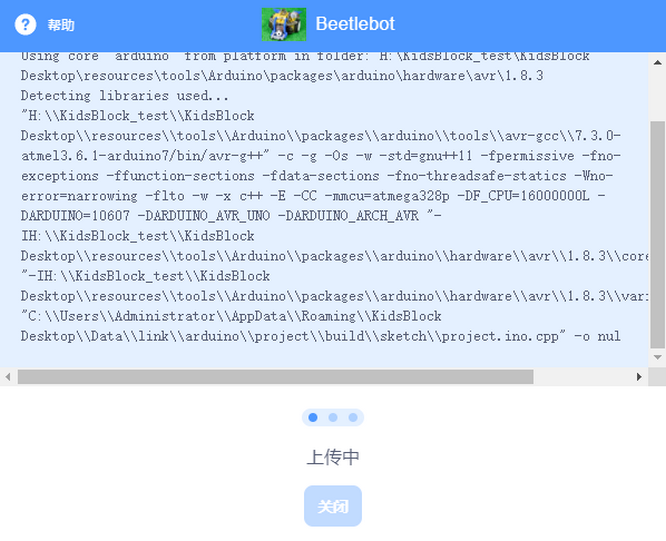 帮助
Beetlebot
Using core 'arduino' from platform in folder: H:\KidsBlock_test\KidsBlock
Desktop\resources\tools\Arduino\packages\arduino\hardware\avr\1.8.3
Detecting libraries used...
"H:\\KidsBlock_test\\KidsBlock
Desktop\\resources\\tools\\Arduino\\packages\\arduino\\tools\\avr-gcc\\7.3.0-
atmel3.6.1-arduino7/bin/avr-g++" -c -g -Os -w -std=gnu++11 -fpermissive -fno-
exceptions -ffunction-sections -fdata-sections -fno-threadsafe-statics -Wno-
error=narrowing -flto -w -x c++ -E -CC -mmcu=atmega328p -DF_CPU=16000000L -
DARDUINO=10607 -DARDUINO_AVR_UNO -DARDUINO_ARCH_AVR "-
IH:\\KidsBlock_test\\KidsBlock
Desktop\\resources\\tools\\Arduino\\packages\\arduino\\hardware\\avr\\1.8.3\\core
"-IH:\\KidsBlock_test\\KidsBlock
Desktop\\resources\\tools\\Arduino\\packages\\arduino\\hardware\\avr\\1.8.3\\vari
"C:\\Users\\Administrator\\AppData\\Roaming\\KidsBlock
Desktop\\Data\\link\\arduino\\project\\build\\sketch\\project.ino.cpp" -o nul
上传中
关闭